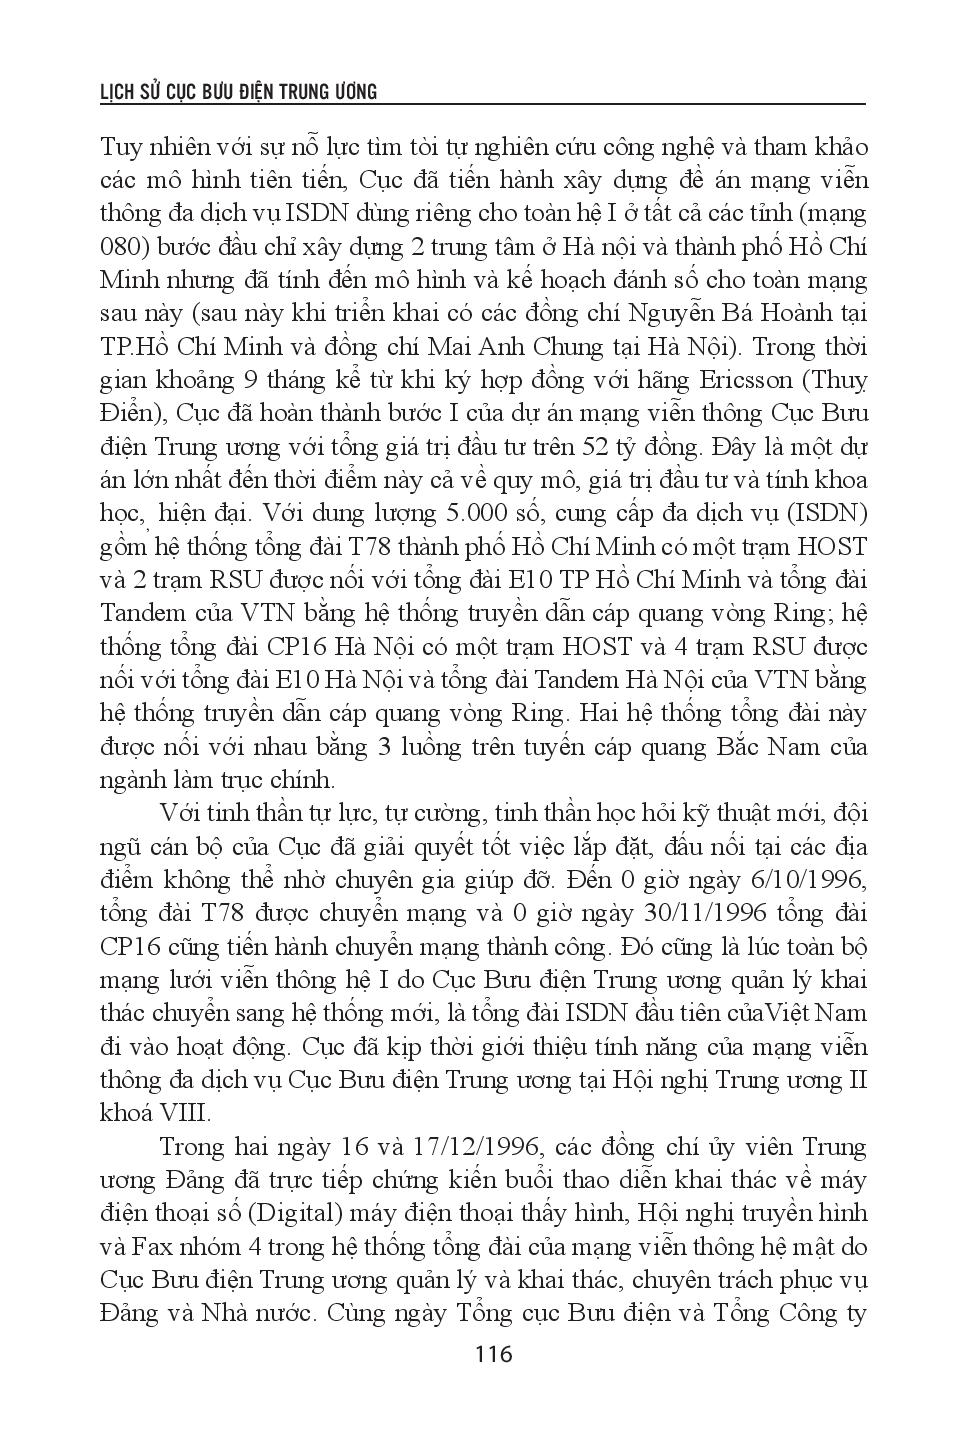 LỊCH SỬ CỤC BƯU ĐIỆN TRUNG ƯƠNG
Tuy nhiên với sự nỗ lực tìm tòi tự nghiên cứu công nghệ và tham khảo
các mô hình tiên tiến, Cục đã tiến hành xây dựng đề án mạng viễn
thông đa dịch vụ ISDN dùng riêng cho toàn hệ I ở tất cả các tỉnh (mạng
080) bước đầu chỉ xây dựng 2 trung tâm ở Hà nội và thành phố Hồ Chí
Minh nhưng đã tính đến mô hình và kế hoạch đánh số cho toàn mạng
sau này (sau này khi triển khai có các đồng chí Nguyễn Bá Hoành tại
TP.Hồ Chí Minh và đồng chí Mai Anh Chung tại Hà Nội). Trong thời
gian khoảng 9 tháng kể từ khi ký hợp đồng với hãng Ericsson (Thuỵ
Điển), Cục đã hoàn thành bước I của dự án mạng viễn thông Cục Bưu
điện Trung ương với tổng giá trị đầu tư trên 52 tỷ đồng. Đây là một dự
án lớn nhất đến thời điểm này cả về quy mô, giá trị đầu tư và tính khoa
học, hiện đại. Với dung lượng 5.000 số, cung cấp đa dịch vụ (ISDN)
gồm hệ thống tổng đài T78 thành phố Hồ Chí Minh có một trạm HOST
và 2 trạm RSU được nối với tổng đài E10 TP Hồ Chí Minh và tổng đài
Tandem của VTN bằng hệ thống truyền dẫn cáp quang vòng Ring; hệ
thống tổng đài CP16 Hà Nội có một trạm HOST và 4 trạm RSU được
nối với tổng đài E10 Hà Nội và tổng đài Tandem Hà Nội của VTN bằng
hệ thống truyền dẫn cáp quang vòng Ring. Hai hệ thống tổng đài này
được nối với nhau bằng 3 luồng trên tuyến cáp quang Bắc Nam của
ngành làm trục chính.
Với tinh thần tự lực, tự cường, tinh thần học hỏi kỹ thuật mới, đội
ngũ cán bộ của Cục đã giải quyết tốt việc lắp đặt, đấu nối tại các địa
điểm không thể nhờ chuyên gia giúp đỡ. Đến 0 giờ ngày 6/10/1996,
tổng đài T78 được chuyển mạng và 0 giờ ngày 30/11/1996 tổng đài
CP16 cũng tiến hành chuyển mạng thành công. Đó cũng là lúc toàn bộ
mạng lưới viễn thông hệ I do Cục Bưu điện Trung ương quản lý khai
thác chuyển sang hệ thống mới, là tổng đài ISDN đầu tiên củaViệt Nam
đi vào hoạt động. Cục đã kịp thời giới thiệu tính năng của mạng viễn
thông đa dịch vụ Cục Bưu điện Trung ương tại Hội nghị Trung ương II
khoá VIII.
Trong hai ngày 16 và 17/12/1996, các đồng chí ủy viên Trung
ương Đảng đã trực tiếp chứng kiến buổi thao diễn khai thác về máy
điện thoại số (Digital) máy điện thoại thấy hình, Hội nghị truyền hình
và Fax nhóm 4 trong hệ thống tổng đài của mạng viễn thông hệ mật do
Cục Bưu điện Trung ương quản lý và khai thác, chuyên trách phục vụ
Đảng và Nhà nước. Cùng ngày Tổng cục Bưu điện và Tổng Công ty
116